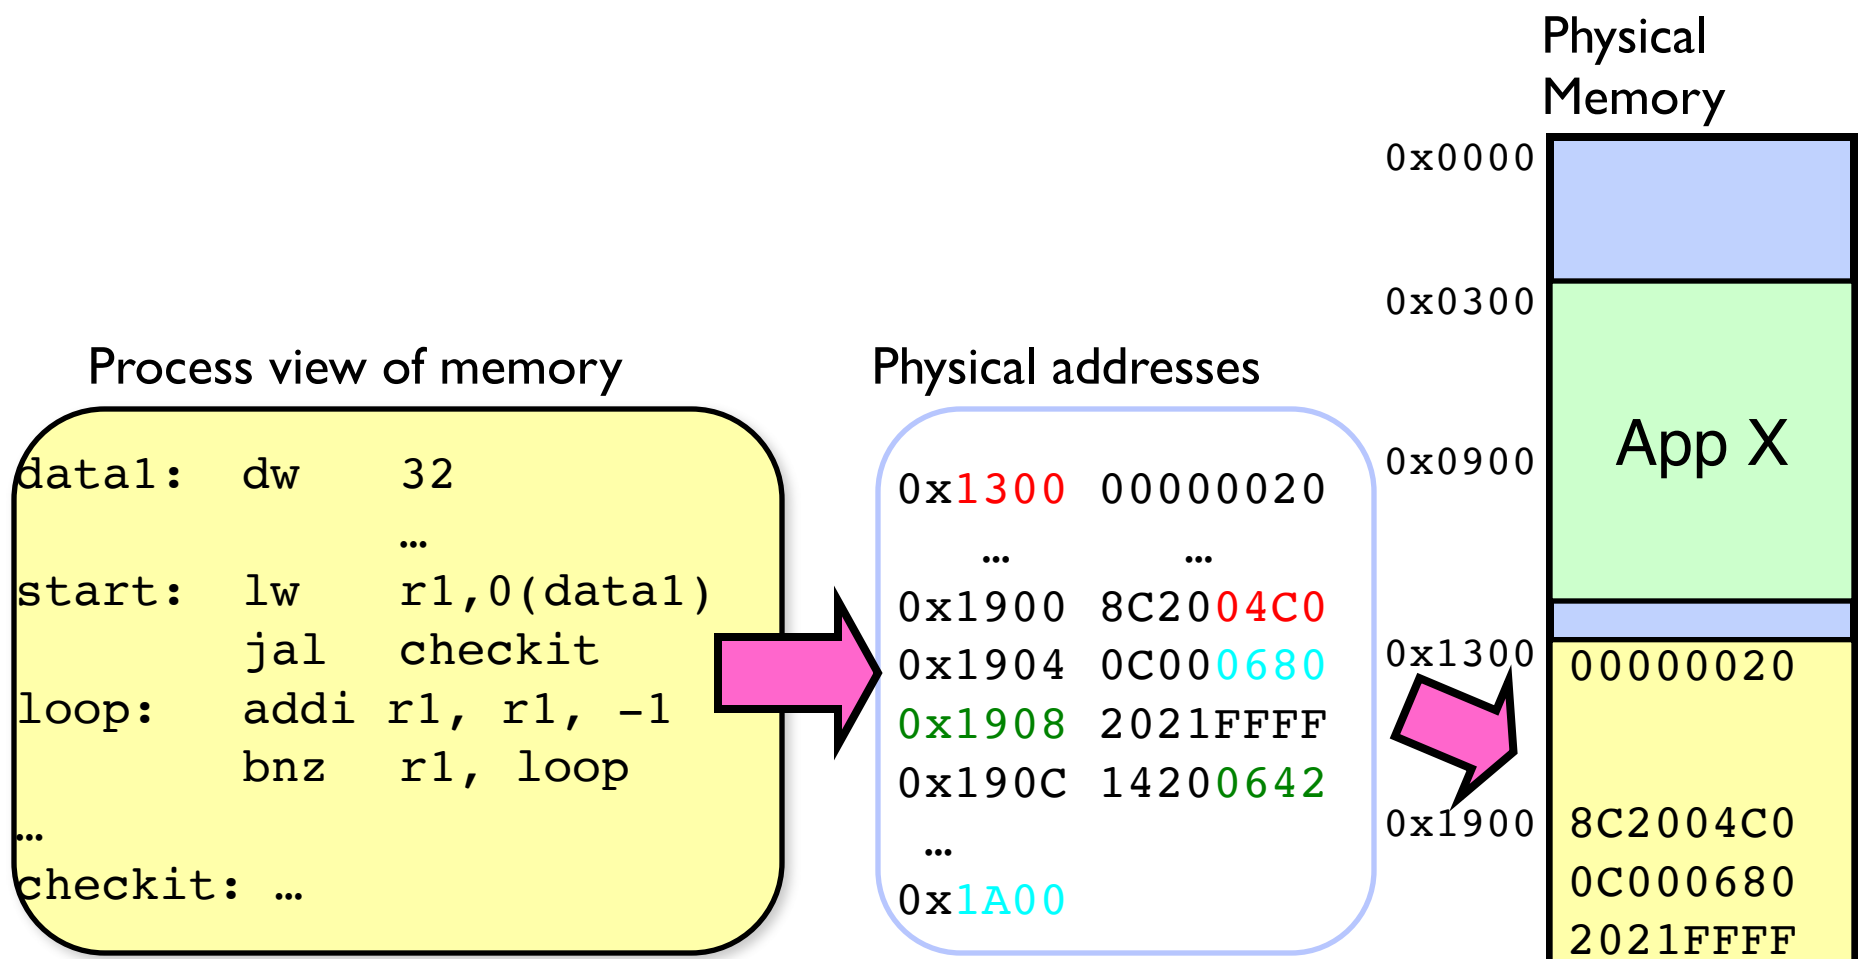 Physical
Memory
0x0000
0x0300
0x0900
0x1300
0x1900
App X
00000020
8C2004C0
0C000680
2021FFFF
Process view of memory
data1: dw 32
…
start: lw r1,0(data1)
jal checkit
loop: addi r1, r1, -1
bnz r1, loop
…
checkit: …
Physical addresses
0x1300 00000020
… …
0x1900 8C2004C0
0x1904 0C000680
0x1908 2021FFFF
0x190C 14200642
…
0x1A00